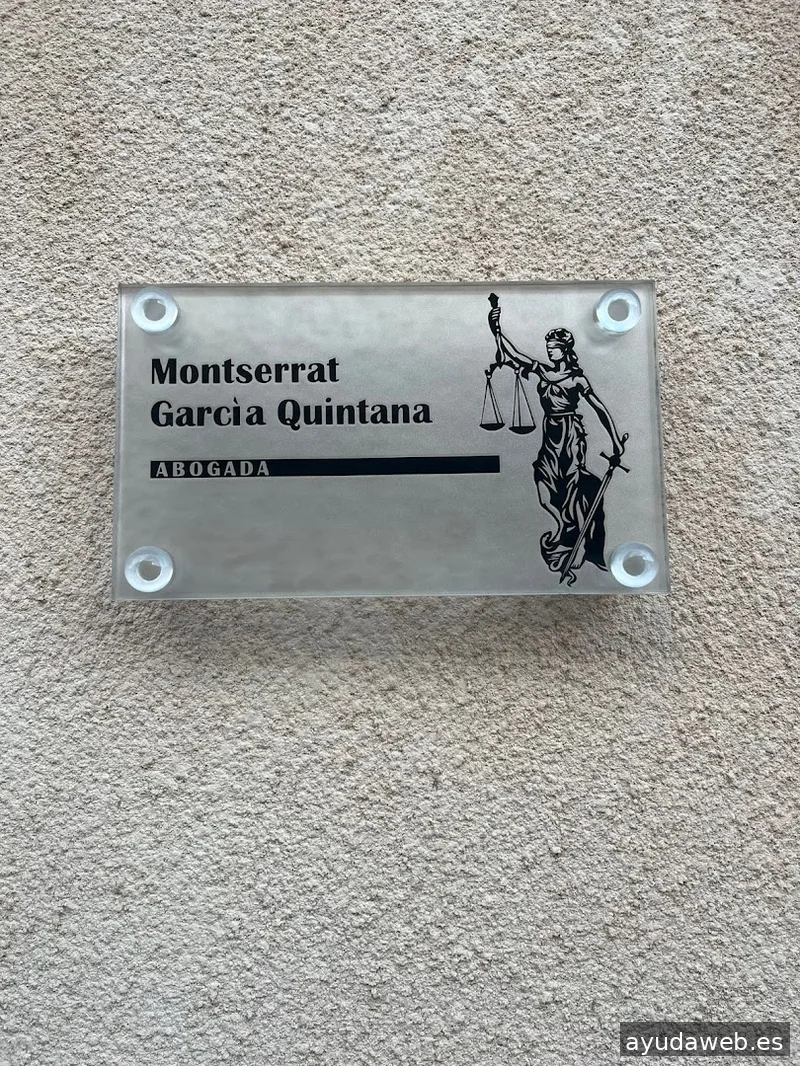 Montserrat
Garcìa Quintana
ABOGADA
ayudaweb.es